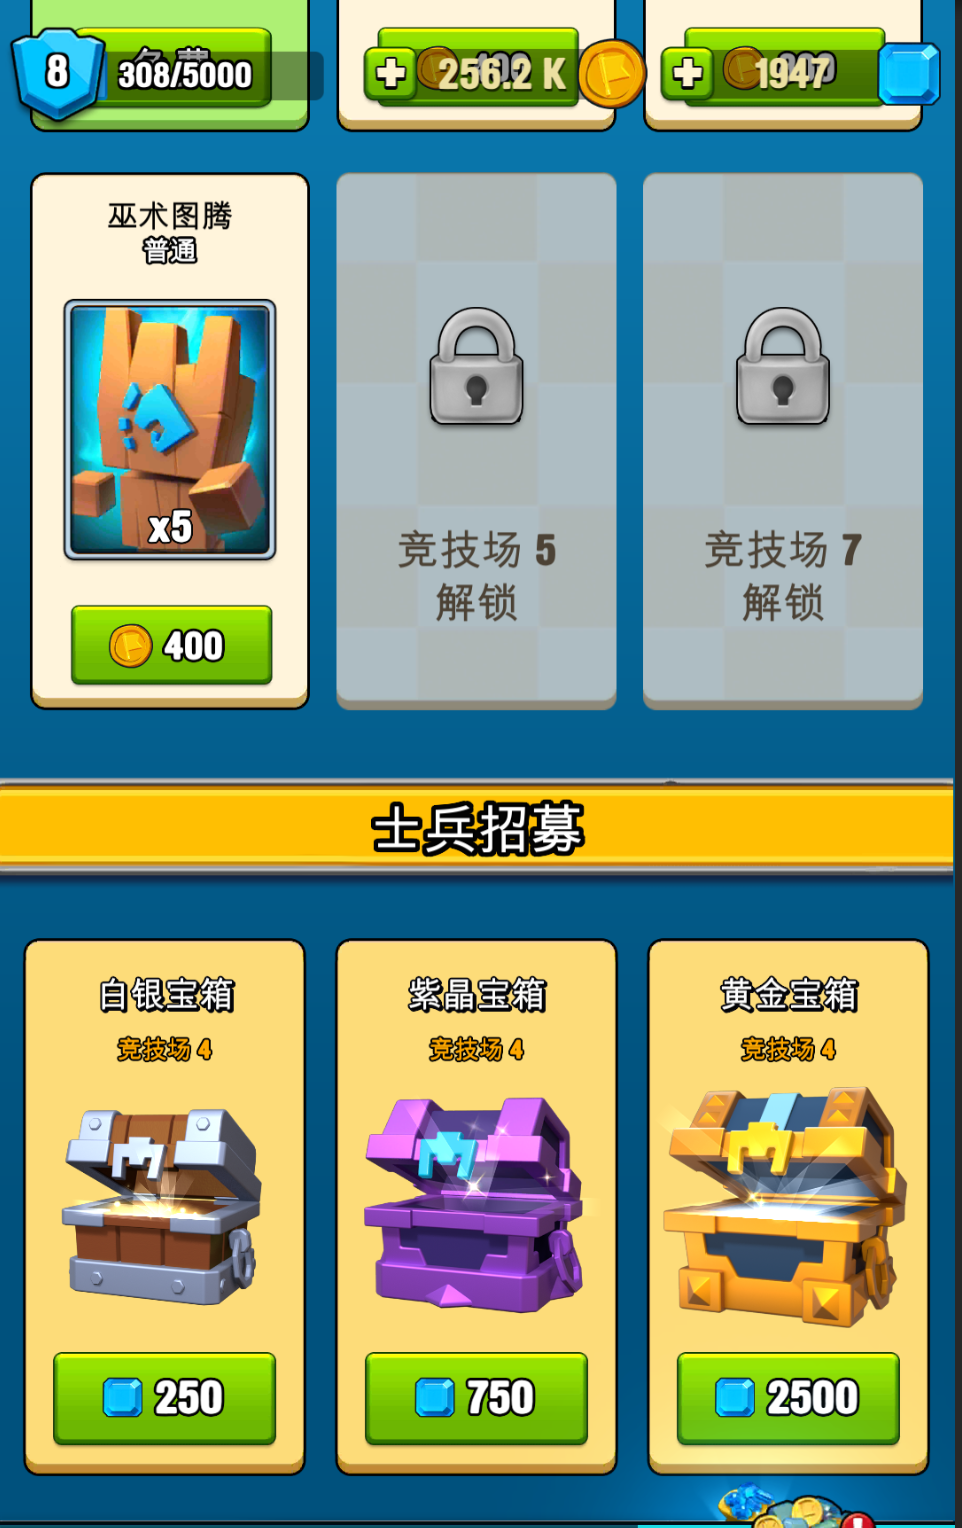 8
308/5000
256.2 K
1947
巫术图腾
普通
x5
400
竞技场 5
解锁
竞技场 7
解锁
士兵招募
白银宝箱
竞技场 4
250
紫晶宝箱
竞技场 4
750
黄金宝箱
竞技场 4
2500